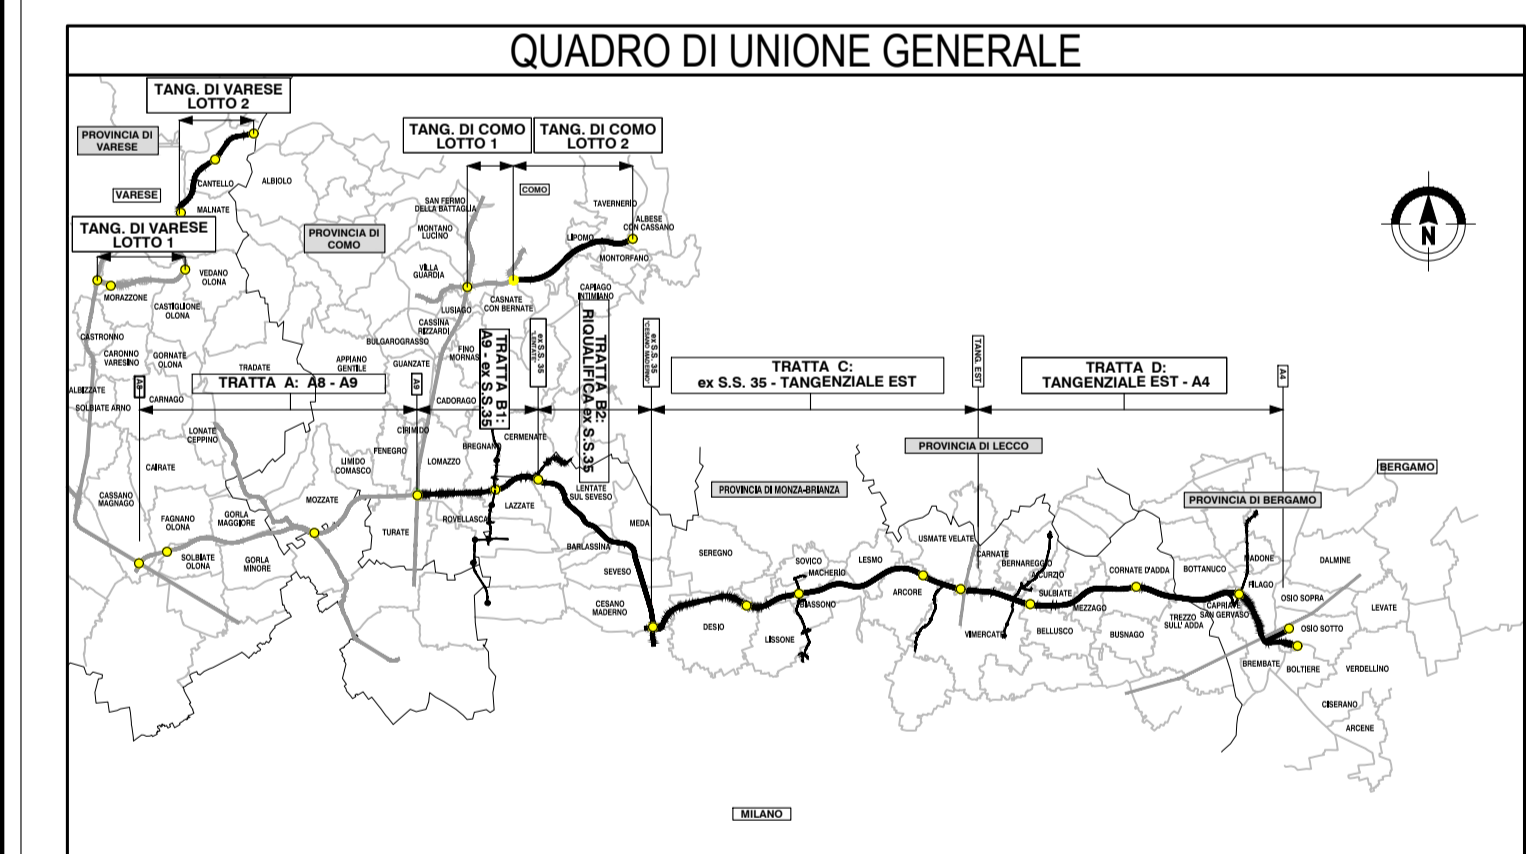 QUADRO DI UNIONE GENERALE
TANG. DI VARESE
LOTTO 2
PROVINCIA DI
VARESE
TANG. DI COMO
LOTTO 1
TANG. DI COMO
LOTTO 2
CANTELLO
ALBIOLO
VARESE
MALNATE
COMO
SAN FERMO
DELLA BATTAGLIA
TAVERNERIO
ALBESE
CON CASSANO
TANG. DI VARESE
LOTTO 1
PROVINCIA DI
COMO
MONTANO
LUCINO
LIPOMO
MONTORFANO
N
VEDANO
OLONA
VILLA
GUARDIA
MORAZZONE
CASTIGLIONE
OLONA
CAPIAGO
INTIMIANO
CASNATE
CON BERNATE
LUSIAGO
CASSINA
RIZZARDI
CASTRONNO
BULGAROGRASSO
CARONNO
VARESINO
GORNATE
OLONA
TRADATE
APPIANO
GENTILE
GUANZATE
FINO
MORNAS
TRATTA B1:
A9 - ex S.S.35
ex S.S. 35
"LENTATE"
TRATTA B2:
RIQUALIFICA ex S.S.35
ex S.S. 35
"CESANO MADERNO"
TRATTA C:
ex S.S. 35 - TANGENZIALE EST
TANG. EST
TRATTA D:
TANGENZIALE EST - A4
A4
ALBIZZATE
A8
TRATTA A: A8 - A9
A9
SOLBIATE ARNO
CARNAGO
CADORAGO
LONATE
CEPPINO
CIRIMIDO
CERMENATE
BREGNANO
FENEGRO
PROVINCIA DI LECCO
CAIRATE
LIMIDO
COMASCO
LOMAZZO
BERGAMO
CASSANO
MAGNAGO
MOZZATE
LENTATE
SUL SEVESO
PROVINCIA DI MONZA-BRIANZA
PROVINCIA DI BERGAMO
FAGNANO
OLONA
GORLA
MAGGIORE
TURATE
ROVELLASCA
LAZZATE
MEDA
SOLBIATE
OLONA
GORLA
MINORE
BARLASSINA
SEREGNO
USMATE VELATE
CARNATE
SOVICO
MACHERIO
LESMO
BERNAREGGIO
AICURZIO
CORNATE D'ADDA
BOTTANUCO
MADONE
DALMINE
SEVESO
FILAGO
ARCORE
SULBIATE
MEZZAGO
OSIO SOPRA
CESANO
MADERNO
BIASSONO
CAPRIATE
SAN GERVASO
LEVATE
DESIO
LISSONE
VIMERCATE
BELLUSCO
BUSNAGO
TREZZO
SULL' ADDA
OSIO SOTTO
BREMBATE
BOLTIERE
VERDELLINO
CISERANO
ARCENE
MILANO